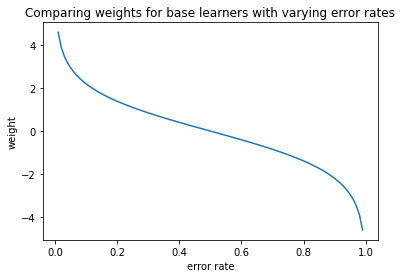 Comparing weights for base learners with varying error rates
4
2
0
−2
−4
weight
0.0 0.2 0.4 0.6 0.8 1.0
error rate